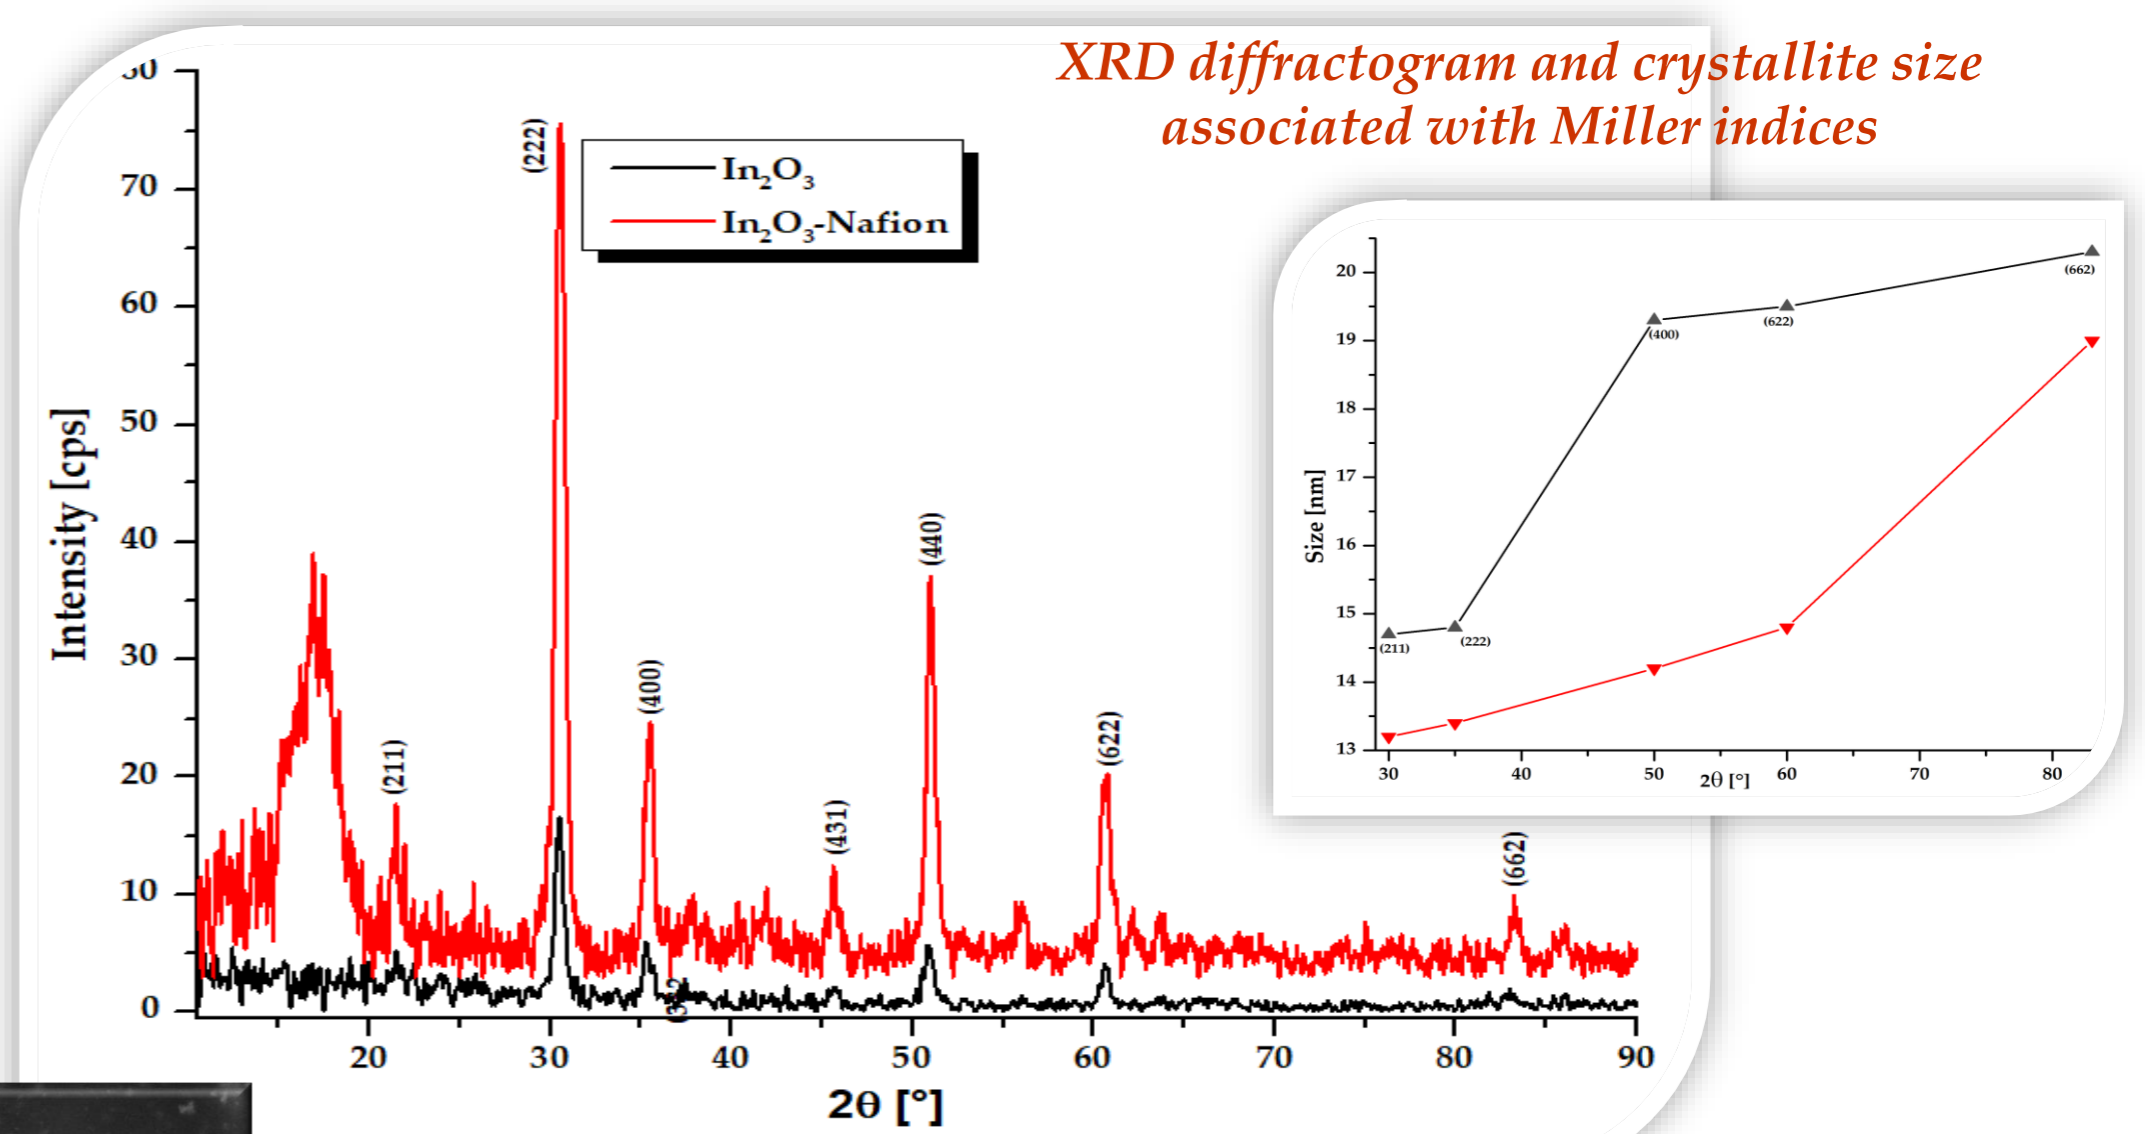 XRD diffractogram and crystallite size
associated with Miller indices
Intensity [cps]
70
60
50
40
30
20
10
0
20 30 40 50 60 70 80 90
2θ [°]
In₂O₃
In₂O₃-Nafion
(211)
(222)
(400)
(431)
(440)
(622)
(662)
Size [nm]
20
19
18
17
16
15
14
13
30 40 50 60 70 80
2θ [°]
(211)
(222)
(400)
(622)
(662)